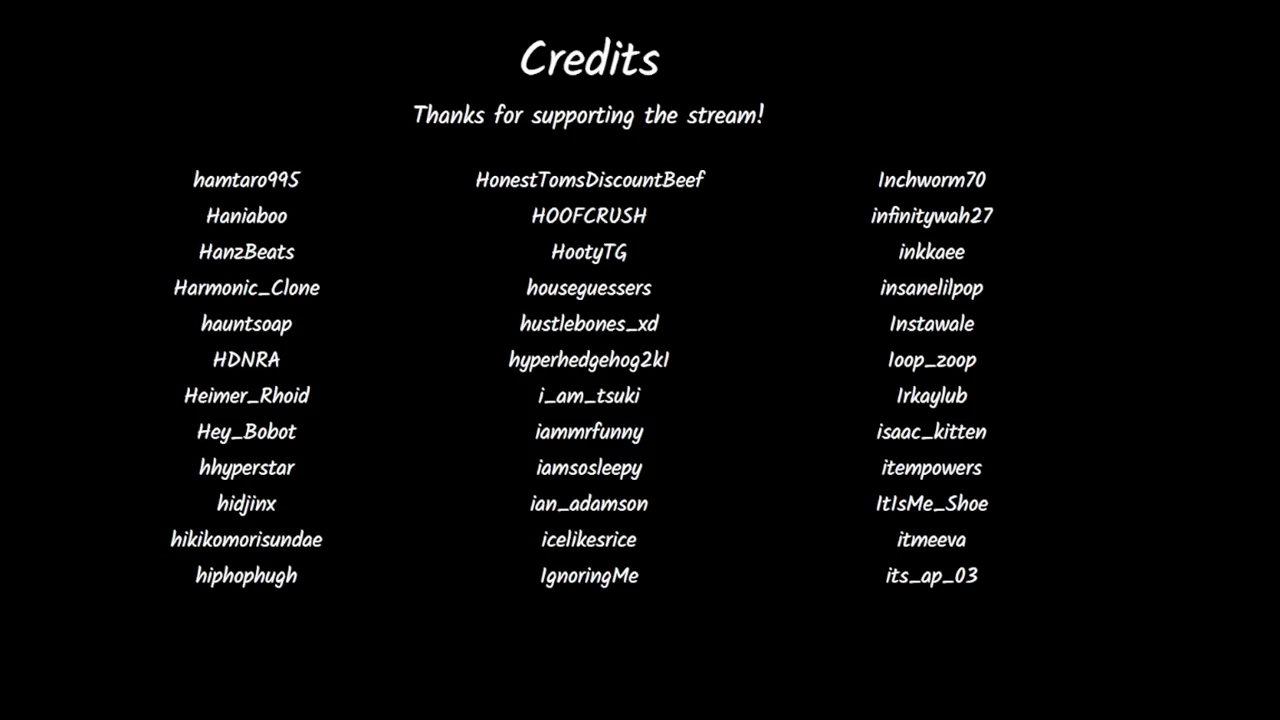 Credits
Thanks for supporting the stream!
hamtaro995
Haniaboo
HanzBeats
Harmonic_Clone
hauntsoap
HDNRA
Heimer_Rhoid
Hey_Bobot
hhyperstar
hidjinx
hikikomorisundae
hiphophugh
HonestTomsDiscountBeef
HOOFCRUSH
HootyTG
houseguessers
hustlebones_xd
hyperhedgehog2k1
i_am_tsuki
iammrfunny
iamsosleepy
ian_adamson
icelikesrice
IgnoringMe
Inchworm70
infinitywah27
inkkaee
insanelilpop
Instawale
Ioop_zoop
Irkaylub
isaac_kitten
itempowers
ItIsMe_Shoe
itmeeva
its_ap_03